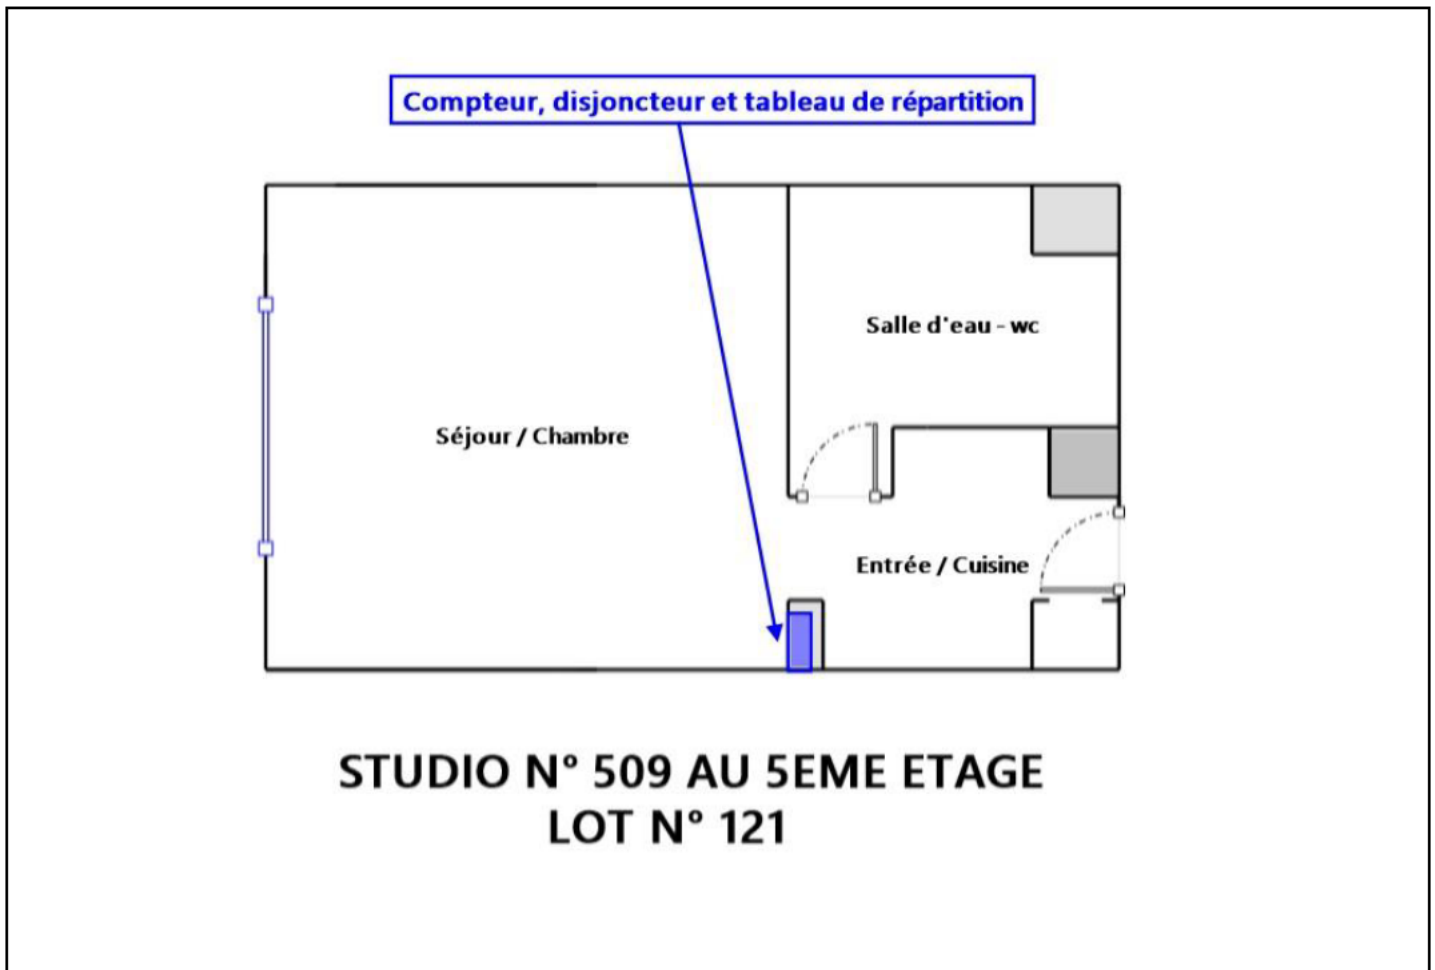 Compteur, disjoncteur et tableau de répartition
Salle d'eau - wc
Séjour / Chambre
Entrée / Cuisine
STUDIO N° 509 AU 5EME ETAGE
LOT N° 121